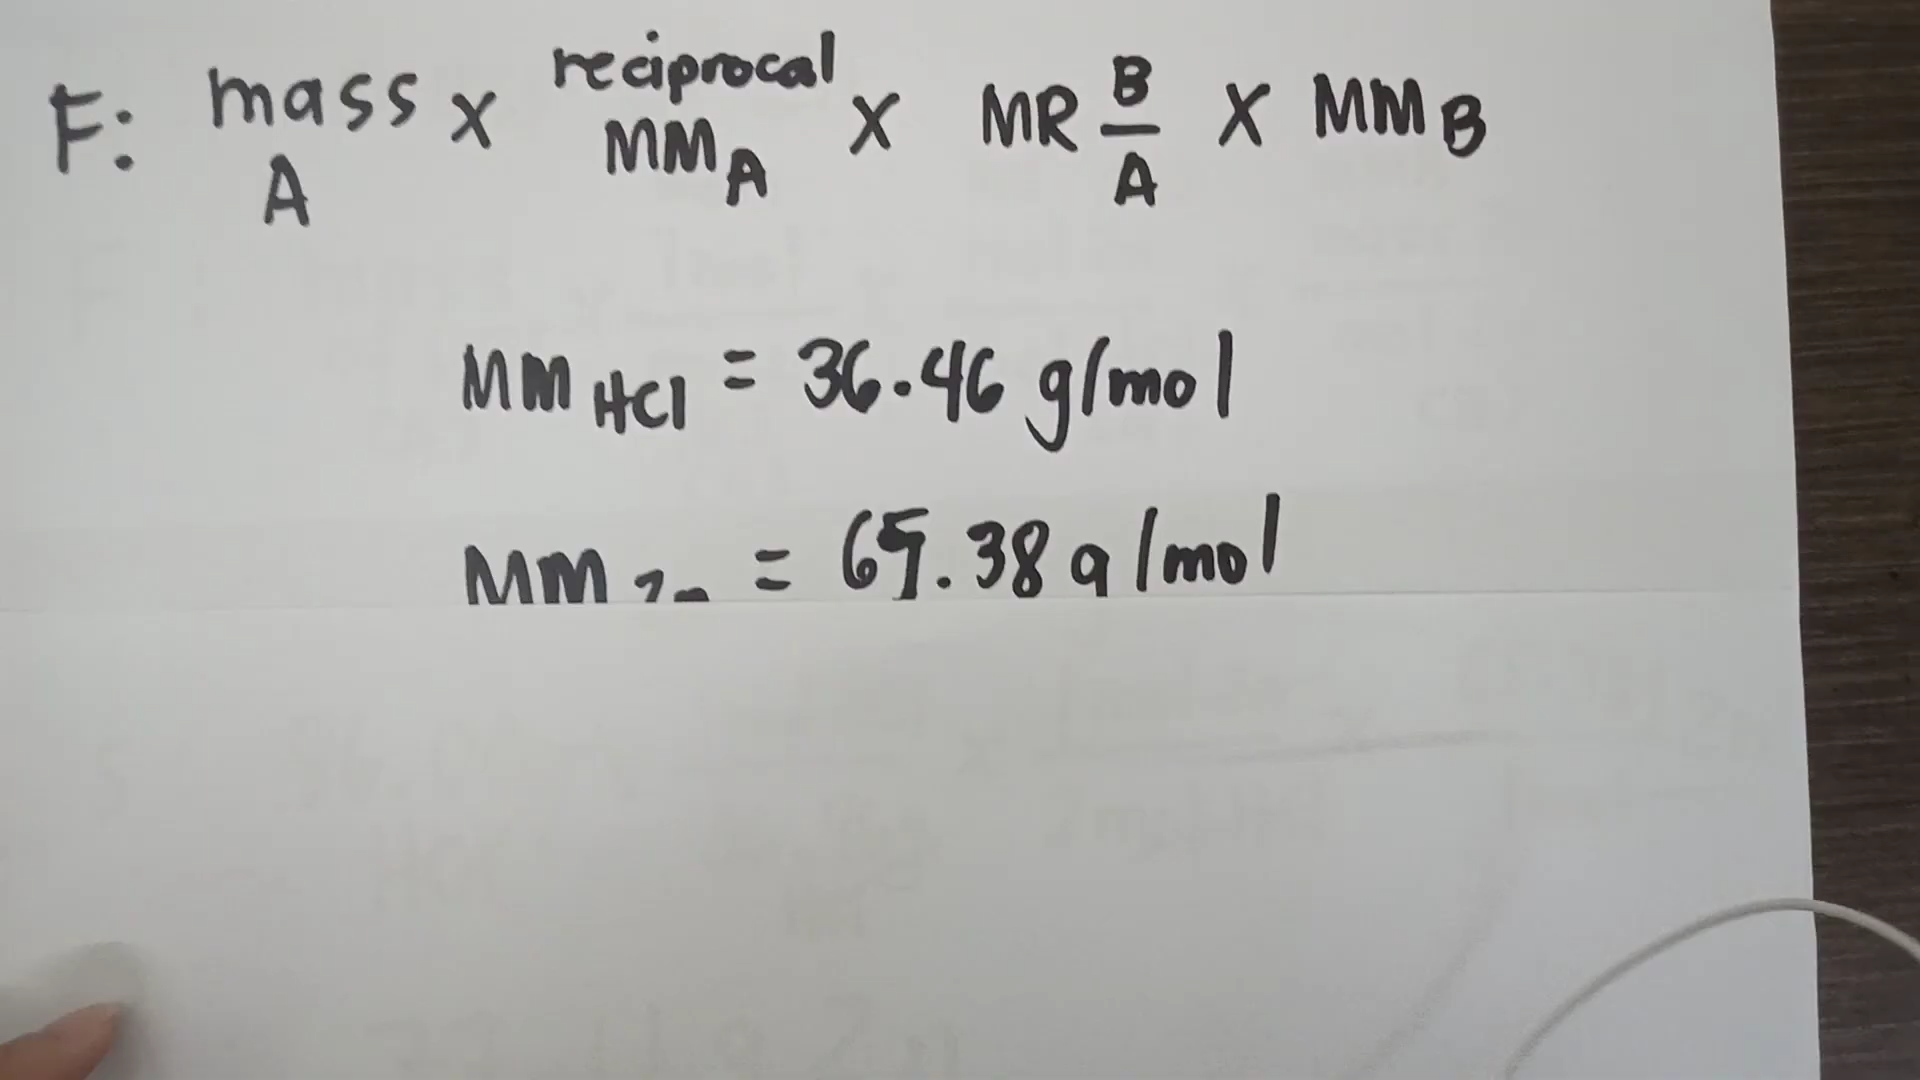 F: mass A x reciprocal MM A x MR B/A x MM B
MM HCl = 36.46 g/mol
MM = 65.38 g/mol